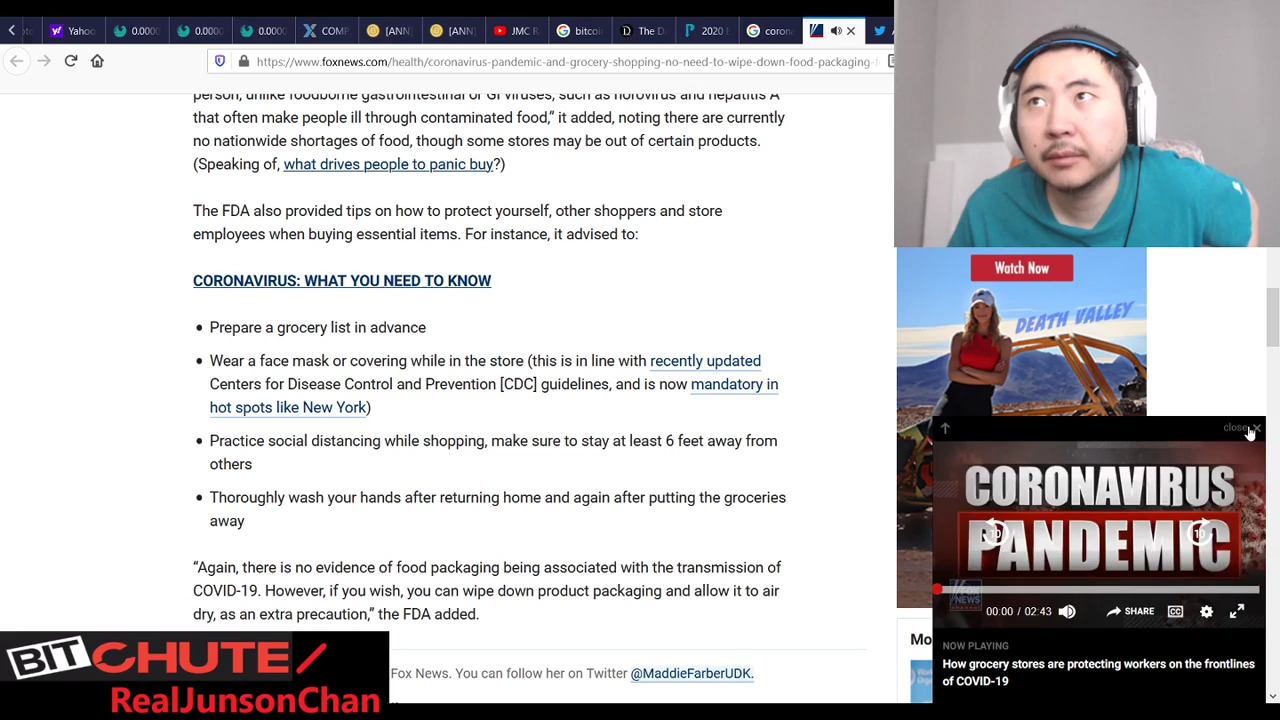 Yahoo
0.0000
0.0000
0.0000
COMP
[ANN]
[ANN]
JMC R
bitcoi
The D
2020 E
coron
https://www.foxnews.com/health/coronavirus-pandemic-and-grocery-shopping-no-need-to-wipe-down-food-packaging-
person, unlike foodborne gastrointestinal or GI viruses, such as norovirus and hepatitis A
that often make people ill through contaminated food,” it added, noting there are currently
no nationwide shortages of food, though some stores may be out of certain products.
(Speaking of, what drives people to panic buy?)
The FDA also provided tips on how to protect yourself, other shoppers and store
employees when buying essential items. For instance, it advised to:
CORONAVIRUS: WHAT YOU NEED TO KNOW
• Prepare a grocery list in advance
• Wear a face mask or covering while in the store (this is in line with recently updated
Centers for Disease Control and Prevention [CDC] guidelines, and is now mandatory in
hot spots like New York)
• Practice social distancing while shopping, make sure to stay at least 6 feet away from
others
• Thoroughly wash your hands after returning home and again after putting the groceries
away
“Again, there is no evidence of food packaging being associated with the transmission of
COVID-19. However, if you wish, you can wipe down product packaging and allow it to air
dry, as an extra precaution,” the FDA added.
Fox News. You can follow her on Twitter @MaddieFarberUDK.
Watch Now
DEATH VALLEY
close
CORONAVIRUS
PANDEMIC
10
10
FOX
NEWS
channel
00:00 / 02:43
SHARE
CC
NOW PLAYING
How grocery stores are protecting workers on the frontlines
of COVID-19
Mo
BITCHUTE
RealJunsonChan